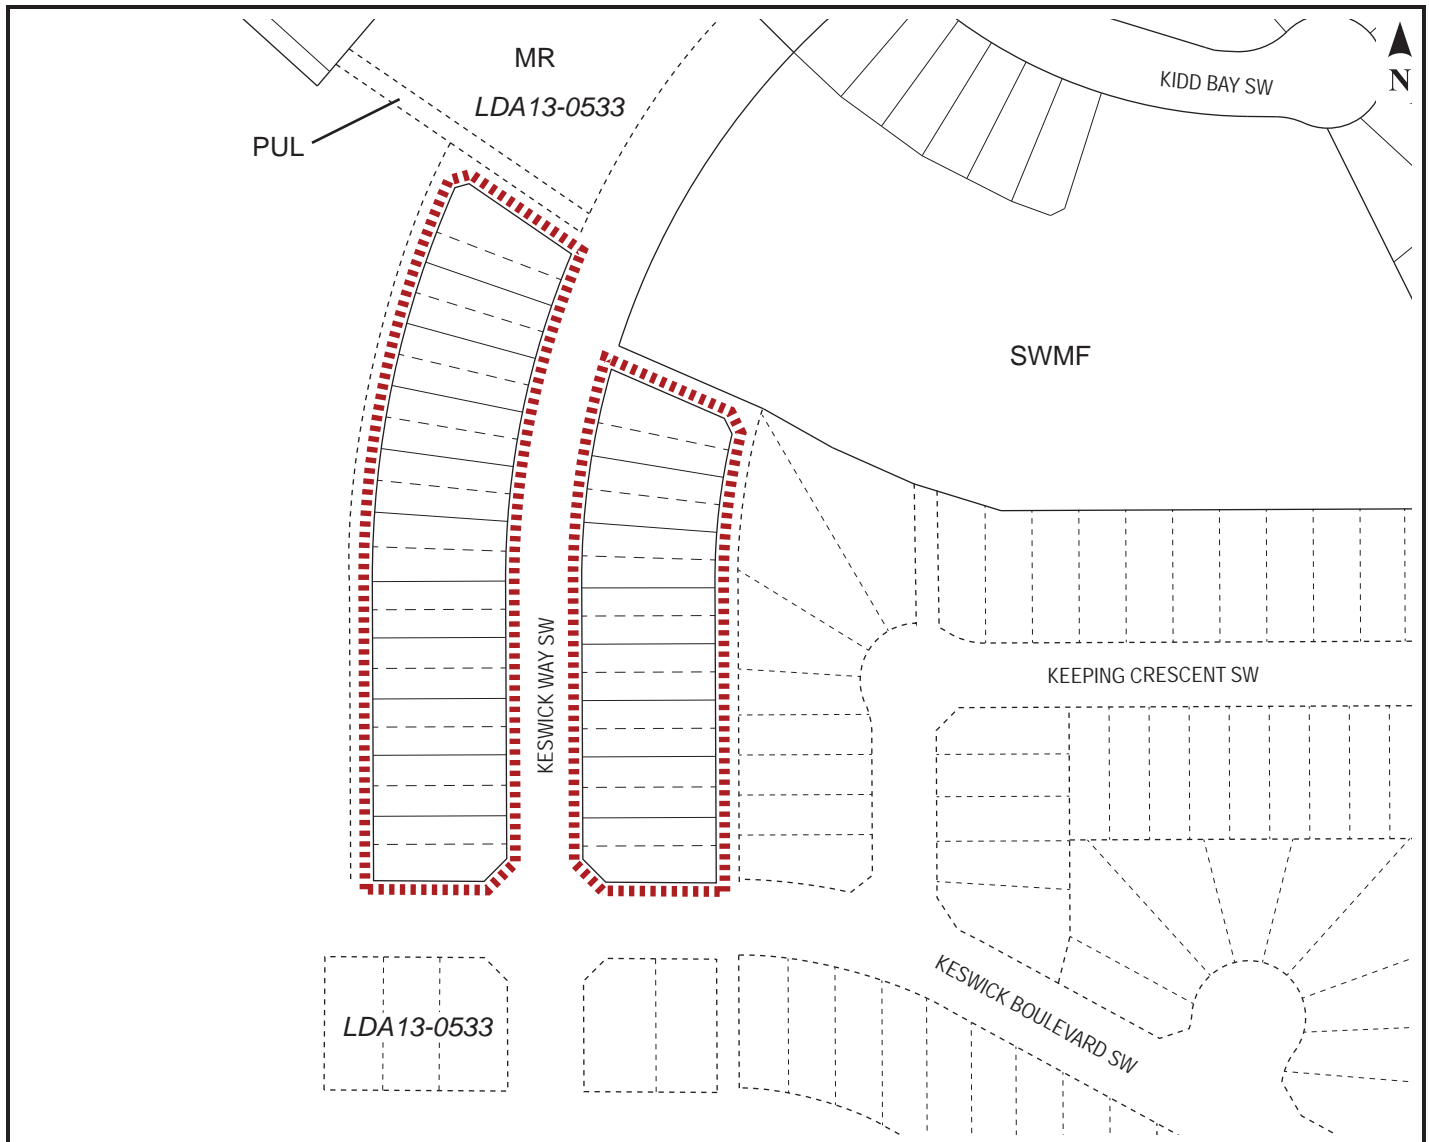 MR
LDA13-0533
PUL
KIDD BAY SW
N
SWMF
KESWICK WAY SW
KEEPING CRESCENT SW
KESWICK BOULEVARD SW
LDA13-0533